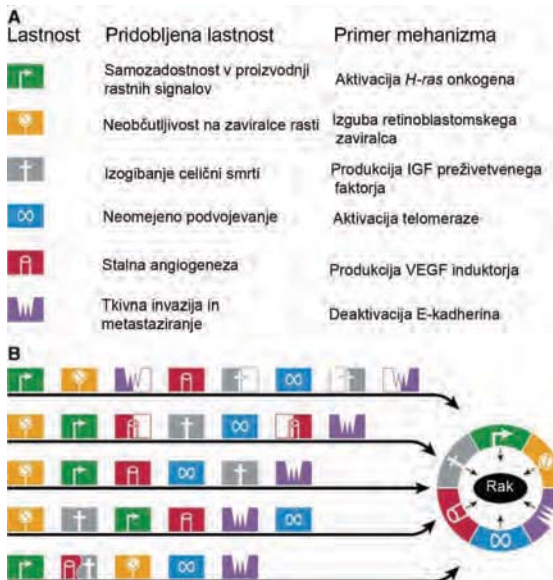 A
Lastnost Pridobljena lastnost Primer mehanizma
Samozadostnost v proizvodnji
rastnih signalov
Aktivacija H-ras onkogena
Neobčutljivost na zaviralce rasti
Izguba retinoblastomskega
zaviralca
Izogibanje celični smrti
Produkcija IGF preživetvenega
faktorja
Neomejeno podvojevanje
Aktivacija telomeraze
Stalna angiogeneza
Produkcija VEGF induktorja
Tkivna invazija in
metastaziranje
Deaktivacija E-kadherina
B
Rak